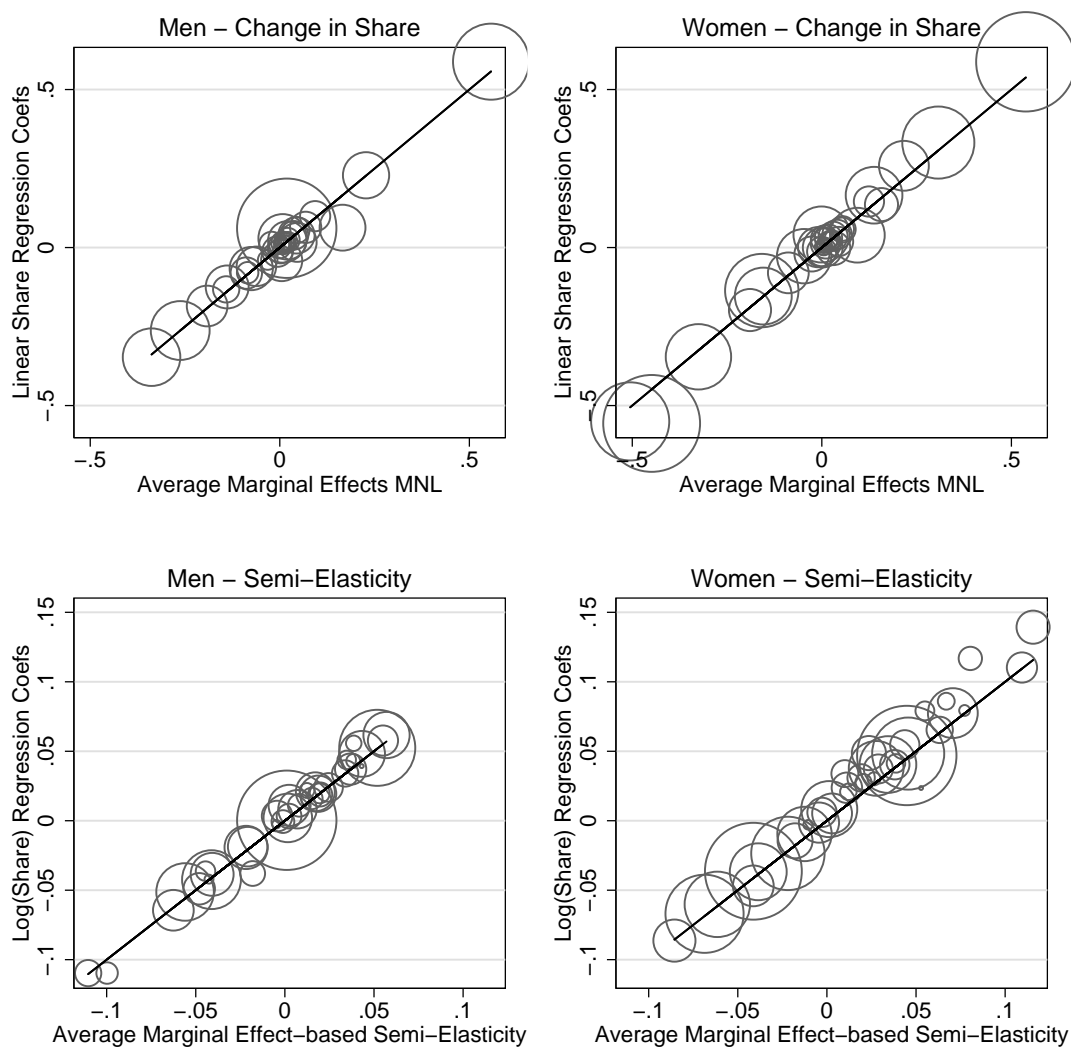 Men − Change in Share
Linear Share Regression Coefs
.5
0
−.5
−.5 0 .5
Average Marginal Effects MNL
Women − Change in Share
Linear Share Regression Coefs
.5
0
−.5
−.5 0 .5
Average Marginal Effects MNL
Men − Semi−Elasticity
Log(Share) Regression Coefs
.15
.1
.05
0
−.05
−.1
−.1 −.05 0 .05 .1
Average Marginal Effect−based Semi−Elasticity
Women − Semi−Elasticity
Log(Share) Regression Coefs
.15
.1
.05
0
−.05
−.1
−.1 −.05 0 .05 .1
Average Marginal Effect−based Semi−Elasticity